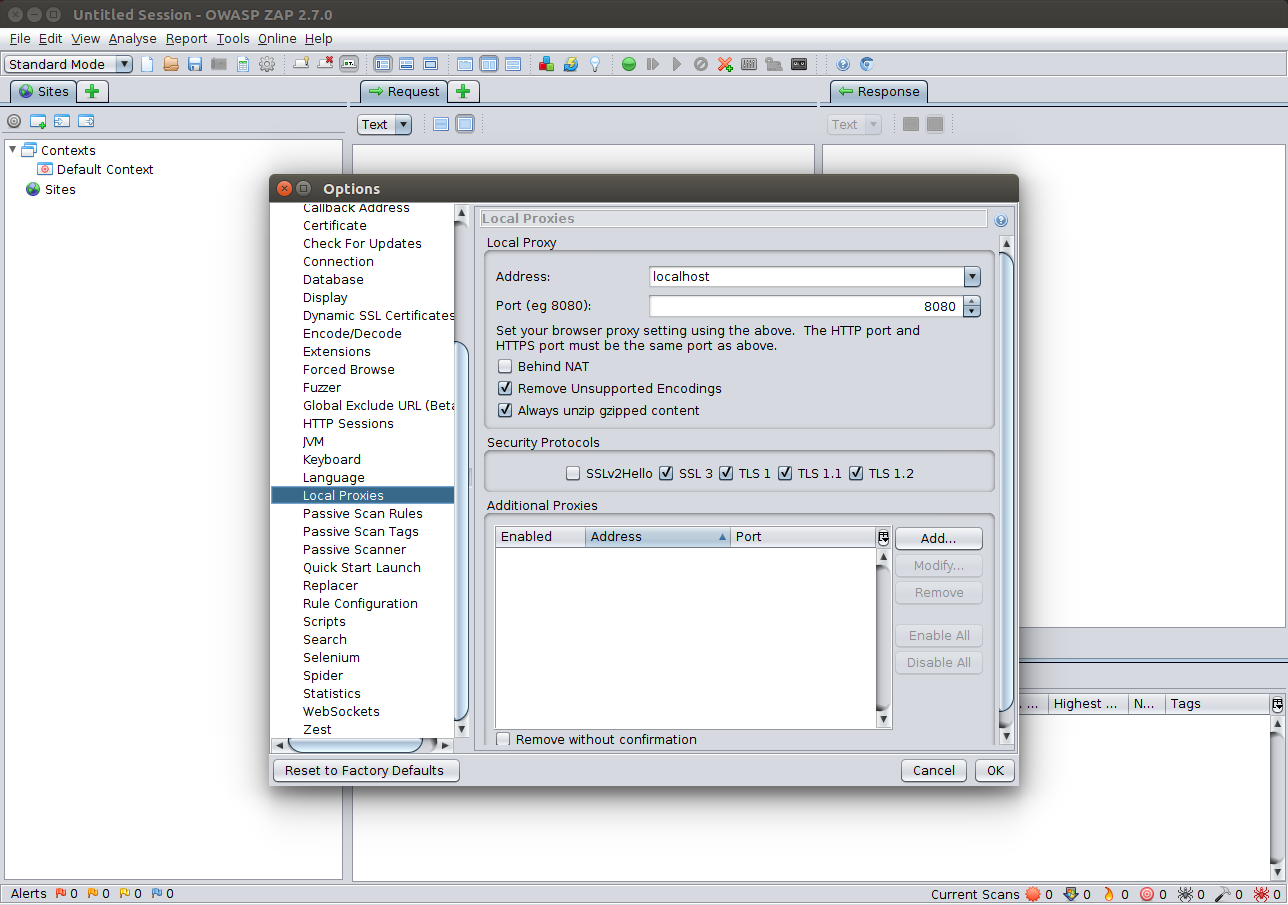 Untitled Session - OWASP ZAP 2.7.0
File Edit View Analyse Report Tools Online Help
Standard Mode
Sites
Request
Response
Text
Text
Contexts
Default Context
Sites
Options
Callback Address
Certificate
Check For Updates
Connection
Database
Display
Dynamic SSL Certificates
Encode/Decode
Extensions
Forced Browse
Fuzzer
Global Exclude URL (Beta
HTTP Sessions
JVM
Keyboard
Language
Local Proxies
Passive Scan Rules
Passive Scan Tags
Passive Scanner
Quick Start Launch
Replacer
Rule Configuration
Scripts
Search
Selenium
Spider
Statistics
WebSockets
Zest
Local Proxies
Local Proxy
Address: localhost
Port (eg 8080): 8080
Set your browser proxy setting using the above. The HTTP port and
HTTPS port must be the same port as above.
Behind NAT
Remove Unsupported Encodings
Always unzip gzipped content
Security Protocols
SSLv2Hello SSL 3 TLS 1 TLS 1.1 TLS 1.2
Additional Proxies
Enabled Address Port
Add...
Modify...
Remove
Enable All
Disable All
Remove without confirmation
Reset to Factory Defaults Cancel OK
... Highest ... N... Tags
Alerts 0 0 0 0 Current Scans 0 0 0 0 0 0 0